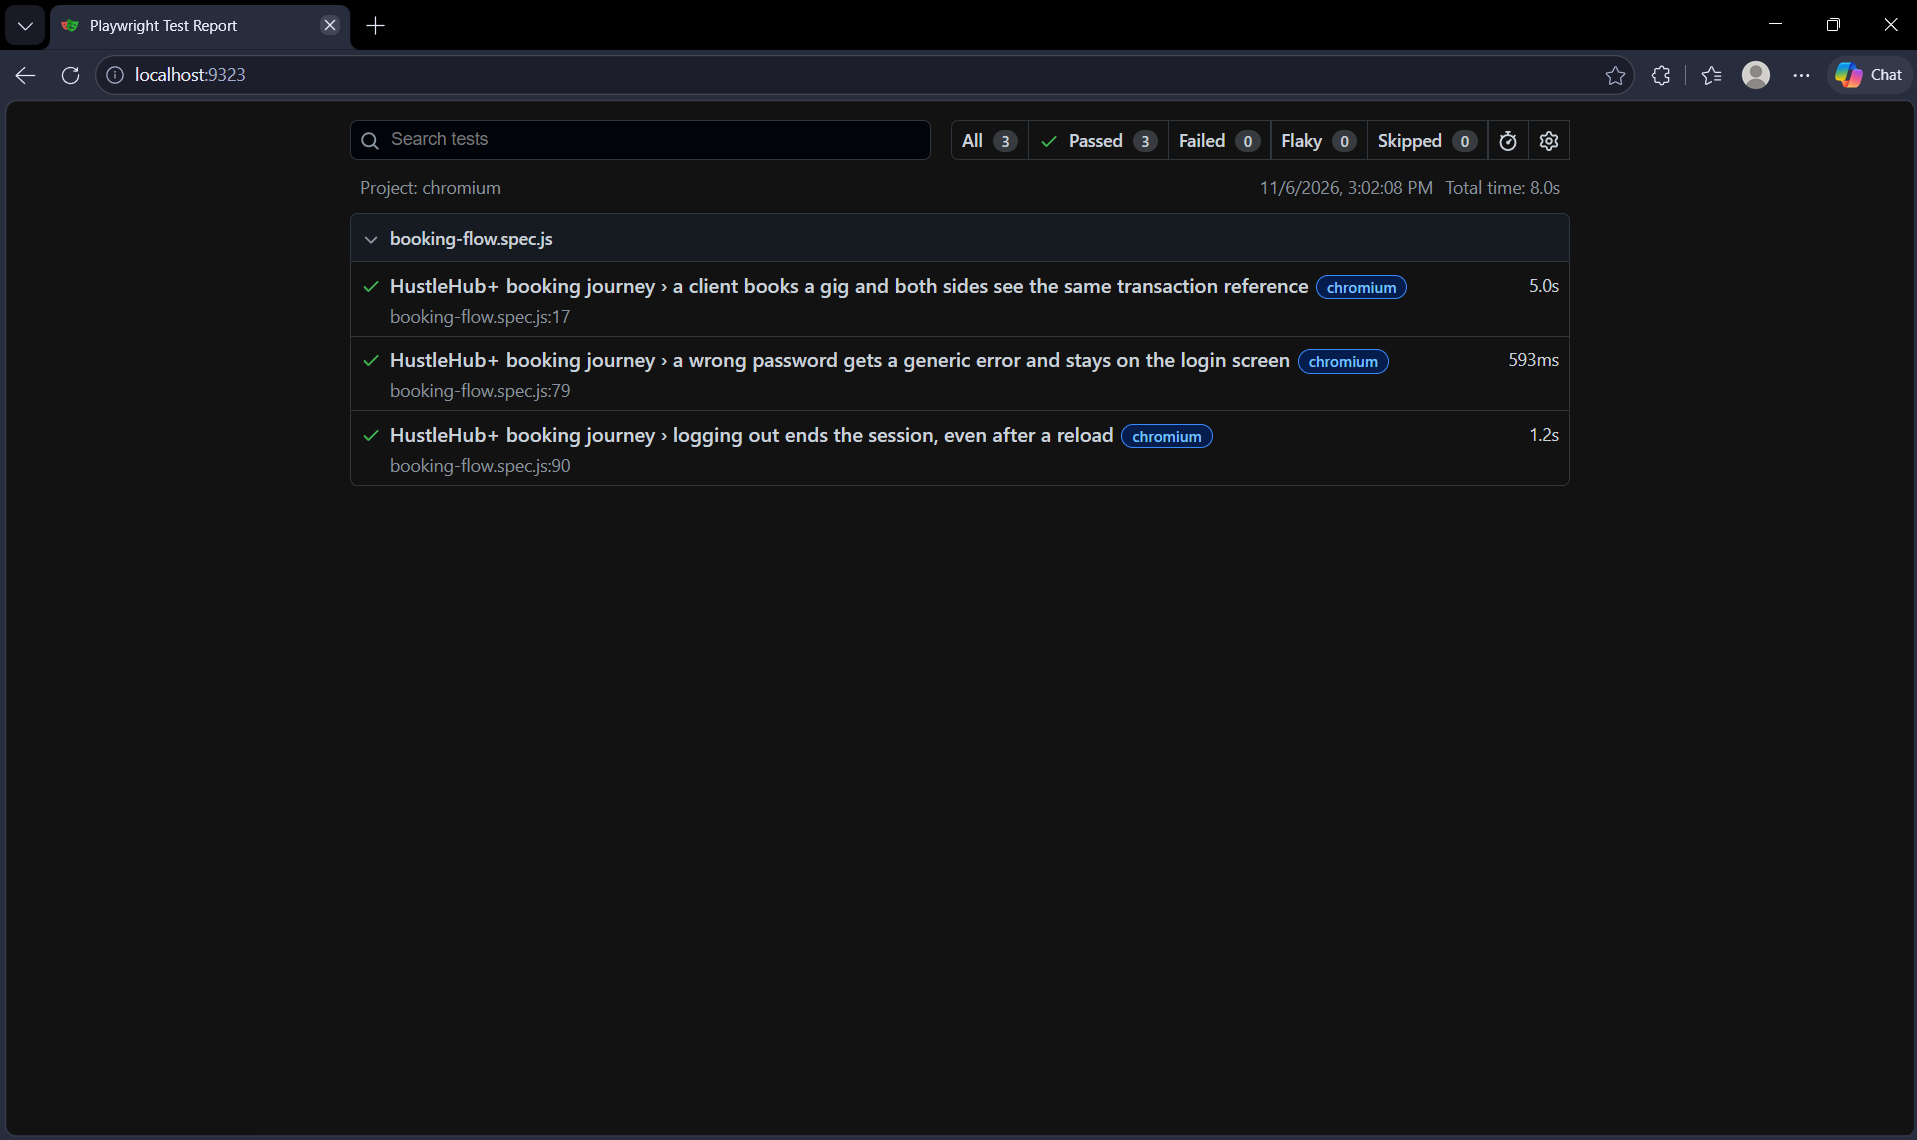 Playwright Test Report
localhost:9323
Chat
Search tests
All 3
Passed 3
Failed 0
Flaky 0
Skipped 0
Project: chromium
11/6/2026, 3:02:08 PM Total time: 8.0s
booking-flow.spec.js
HustleHub+ booking journey › a client books a gig and both sides see the same transaction reference chromium 5.0s
booking-flow.spec.js:17
HustleHub+ booking journey › a wrong password gets a generic error and stays on the login screen chromium 593ms
booking-flow.spec.js:79
HustleHub+ booking journey › logging out ends the session, even after a reload chromium 1.2s
booking-flow.spec.js:90